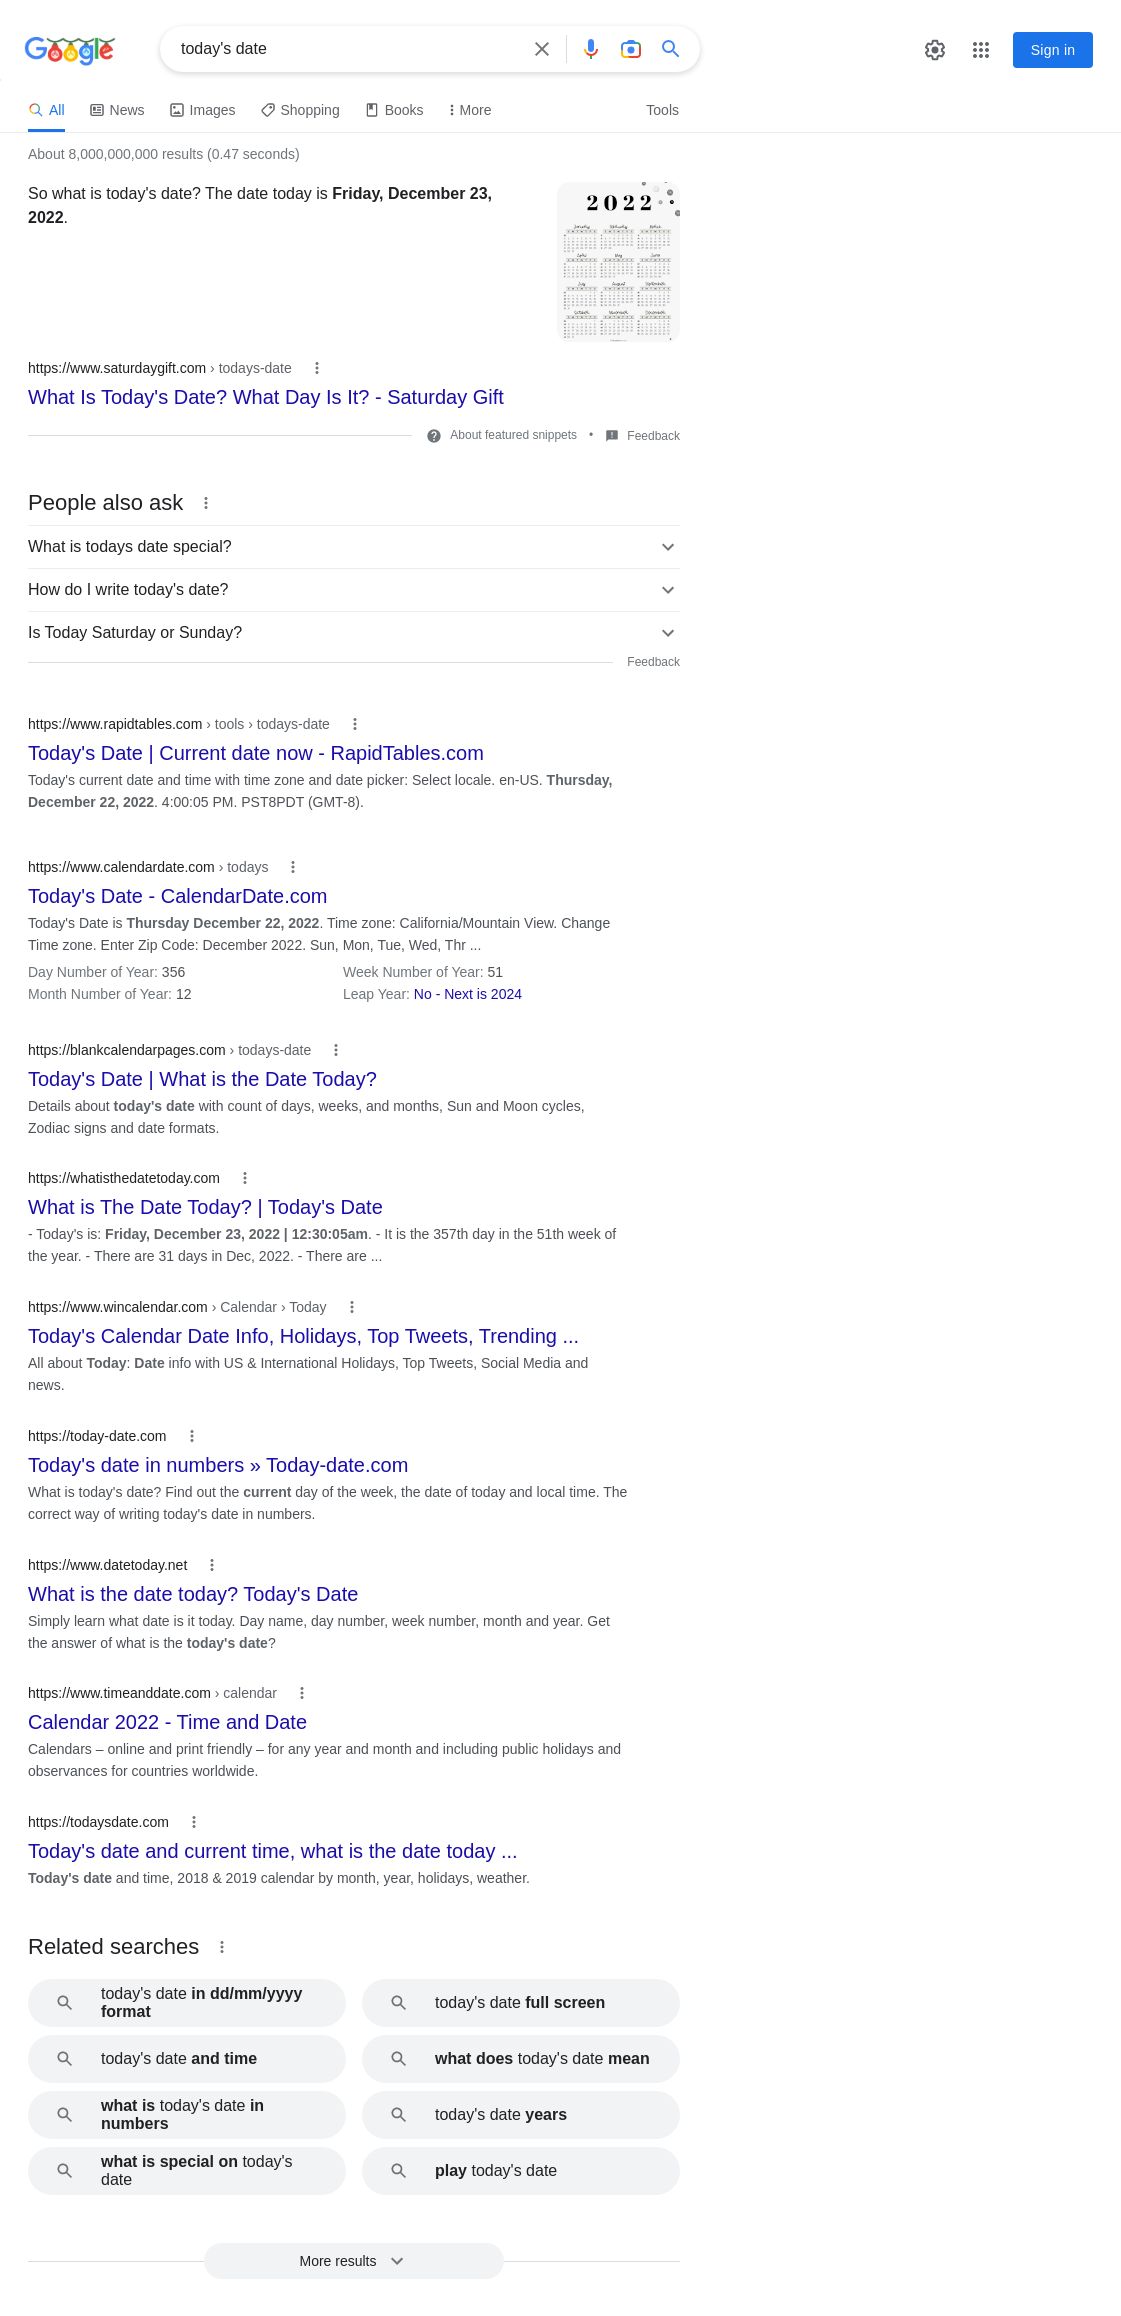 Google
today's date
Sign in
All
News
Images
Shopping
Books
More
Tools
About 8,000,000,000 results (0.47 seconds)
So what is today's date? The date today is Friday, December 23,
2022.
2022
https://www.saturdaygift.com › todays-date
What Is Today's Date? What Day Is It? - Saturday Gift
About featured snippets • Feedback
People also ask
What is todays date special?
How do I write today's date?
Is Today Saturday or Sunday?
Feedback
https://www.rapidtables.com › tools › todays-date
Today's Date | Current date now - RapidTables.com
Today's current date and time with time zone and date picker: Select locale. en-US. Thursday,
December 22, 2022. 4:00:05 PM. PST8PDT (GMT-8).
https://www.calendardate.com › todays
Today's Date - CalendarDate.com
Today's Date is Thursday December 22, 2022. Time zone: California/Mountain View. Change
Time zone. Enter Zip Code: December 2022. Sun, Mon, Tue, Wed, Thr ...
Day Number of Year: 356
Week Number of Year: 51
Month Number of Year: 12
Leap Year: No - Next is 2024
https://blankcalendarpages.com › todays-date
Today's Date | What is the Date Today?
Details about today's date with count of days, weeks, and months, Sun and Moon cycles,
Zodiac signs and date formats.
https://whatisthedatetoday.com
What is The Date Today? | Today's Date
- Today's is: Friday, December 23, 2022 | 12:30:05am. - It is the 357th day in the 51th week of
the year. - There are 31 days in Dec, 2022. - There are ...
https://www.wincalendar.com › Calendar › Today
Today's Calendar Date Info, Holidays, Top Tweets, Trending ...
All about Today: Date info with US & International Holidays, Top Tweets, Social Media and
news.
https://today-date.com
Today's date in numbers » Today-date.com
What is today's date? Find out the current day of the week, the date of today and local time. The
correct way of writing today's date in numbers.
https://www.datetoday.net
What is the date today? Today's Date
Simply learn what date is it today. Day name, day number, week number, month and year. Get
the answer of what is the today's date?
https://www.timeanddate.com › calendar
Calendar 2022 - Time and Date
Calendars – online and print friendly – for any year and month and including public holidays and
observances for countries worldwide.
https://todaysdate.com
Today's date and current time, what is the date today ...
Today's date and time, 2018 & 2019 calendar by month, year, holidays, weather.
Related searches
today's date in dd/mm/yyyy
format
today's date full screen
today's date and time
what does today's date mean
what is today's date in
numbers
today's date years
what is special on today's
date
play today's date
More results